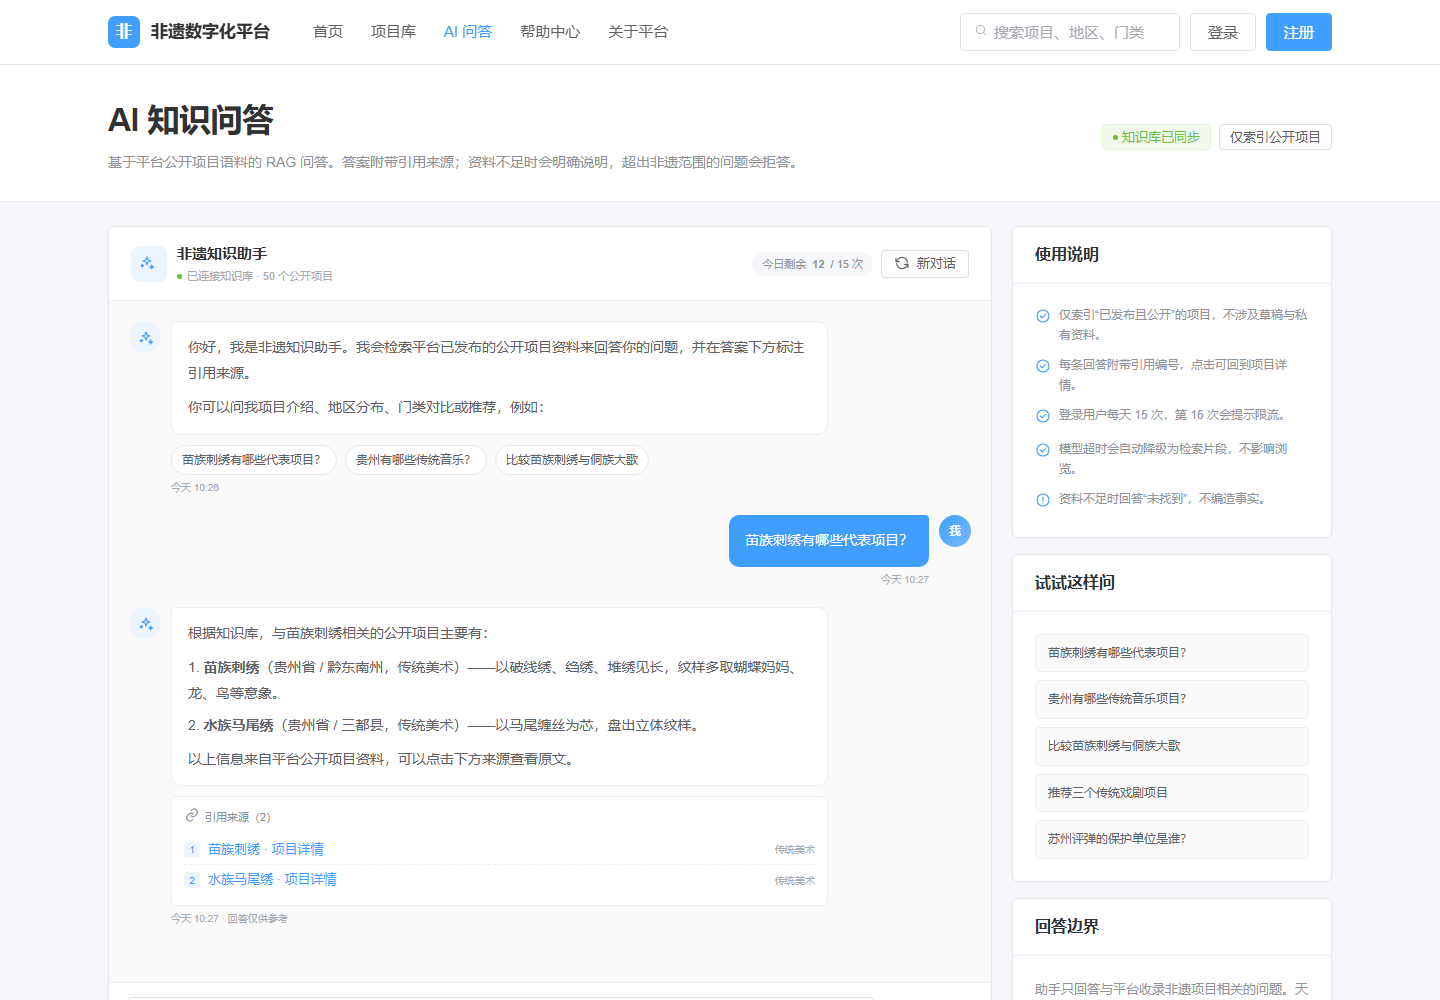 非 非遗数字化平台 首页 项目库 AI 问答 帮助中心 关于平台 搜索项目、地区、门类 登录 注册
AI 知识问答
基于平台公开项目语料的 RAG 问答。答案附带引用来源；资料不足时会明确说明，超出非遗范围的问题会拒答。
知识库已同步 仅索引公开项目
非遗知识助手
已连接知识库 · 50 个公开项目
今日剩余 12 / 15 次 新对话
你好，我是非遗知识助手。我会检索平台已发布的公开项目资料来回答你的问题，并在答案下方标注
引用来源。
你可以问我项目介绍、地区分布、门类对比或推荐，例如：
苗族刺绣有哪些代表项目？ 贵州有哪些传统音乐？ 比较苗族刺绣与侗族大歌
今天 10:26
苗族刺绣有哪些代表项目？ 我
今天 10:27
根据知识库，与苗族刺绣相关的公开项目主要有：
1. 苗族刺绣（贵州省 / 黔东南州，传统美术）——以破线绣、绉绣、堆绣见长，纹样多取蝴蝶妈妈、
龙、鸟等意象。
2. 水族马尾绣（贵州省 / 三都县，传统美术）——以马尾缠丝为芯，盘出立体纹样。
以上信息来自平台公开项目资料，可以点击下方来源查看原文。
引用来源（2）
1 苗族刺绣 · 项目详情 传统美术
2 水族马尾绣 · 项目详情 传统美术
今天 10:27 · 回答仅供参考
使用说明
仅索引“已发布且公开”的项目，不涉及草稿与私
有资料。
每条回答附带引用编号，点击可回到项目详
情。
登录用户每天 15 次，第 16 次会提示限流。
模型超时会自动降级为检索片段，不影响浏
览。
资料不足时回答“未找到”，不编造事实。
试试这样问
苗族刺绣有哪些代表项目？
贵州有哪些传统音乐项目？
比较苗族刺绣与侗族大歌
推荐三个传统戏剧项目
苏州评弹的保护单位是谁？
回答边界
助手只回答与平台收录非遗项目相关的问题。天